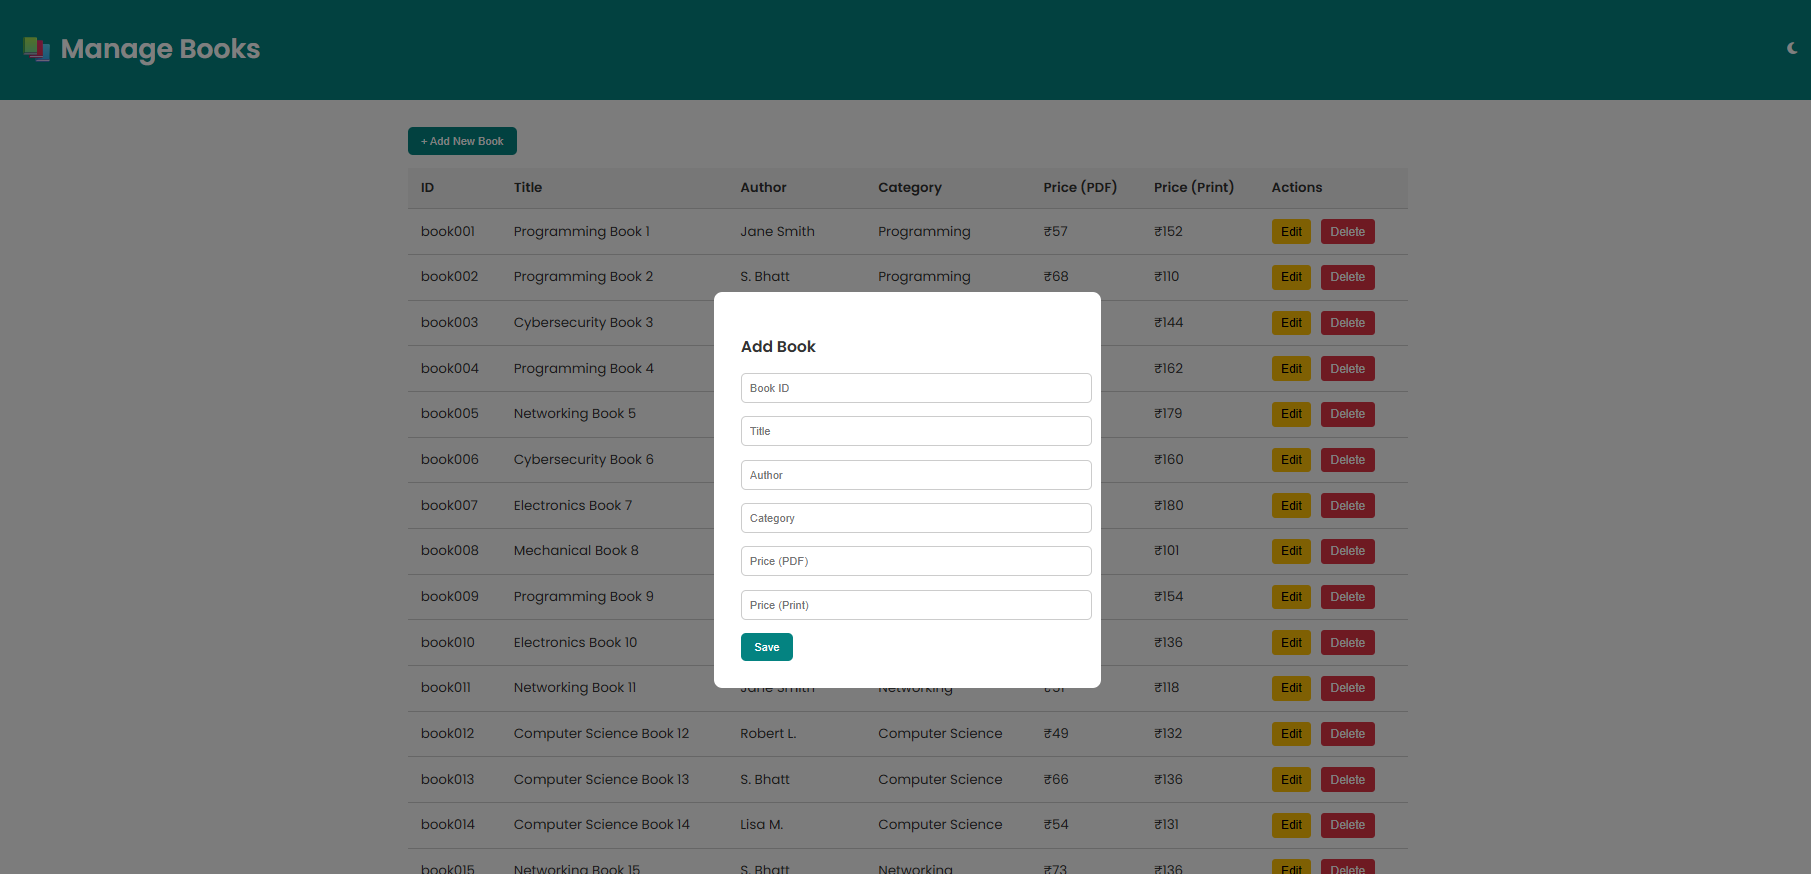 Manage Books
+ Add New Book
ID Title Author Category Price (PDF) Price (Print) Actions
book001 Programming Book 1 Jane Smith Programming ₹57 ₹152 Edit Delete
book002 Programming Book 2 S. Bhatt Programming ₹68 ₹110 Edit Delete
book003 Cybersecurity Book 3 ₹144 Edit Delete
book004 Programming Book 4 ₹162 Edit Delete
book005 Networking Book 5 ₹179 Edit Delete
book006 Cybersecurity Book 6 ₹160 Edit Delete
book007 Electronics Book 7 ₹180 Edit Delete
book008 Mechanical Book 8 ₹101 Edit Delete
book009 Programming Book 9 ₹154 Edit Delete
book010 Electronics Book 10 ₹136 Edit Delete
book011 Networking Book 11 Jane Smith Networking ₹118 Edit Delete
book012 Computer Science Book 12 Robert L. Computer Science ₹49 ₹132 Edit Delete
book013 Computer Science Book 13 S. Bhatt Computer Science ₹66 ₹136 Edit Delete
book014 Computer Science Book 14 Lisa M. Computer Science ₹54 ₹131 Edit Delete
book015 Networking Book 15 S. Bhatt Networking ₹73 ₹136 Edit Delete
Add Book
Book ID
Title
Author
Category
Price (PDF)
Price (Print)
Save